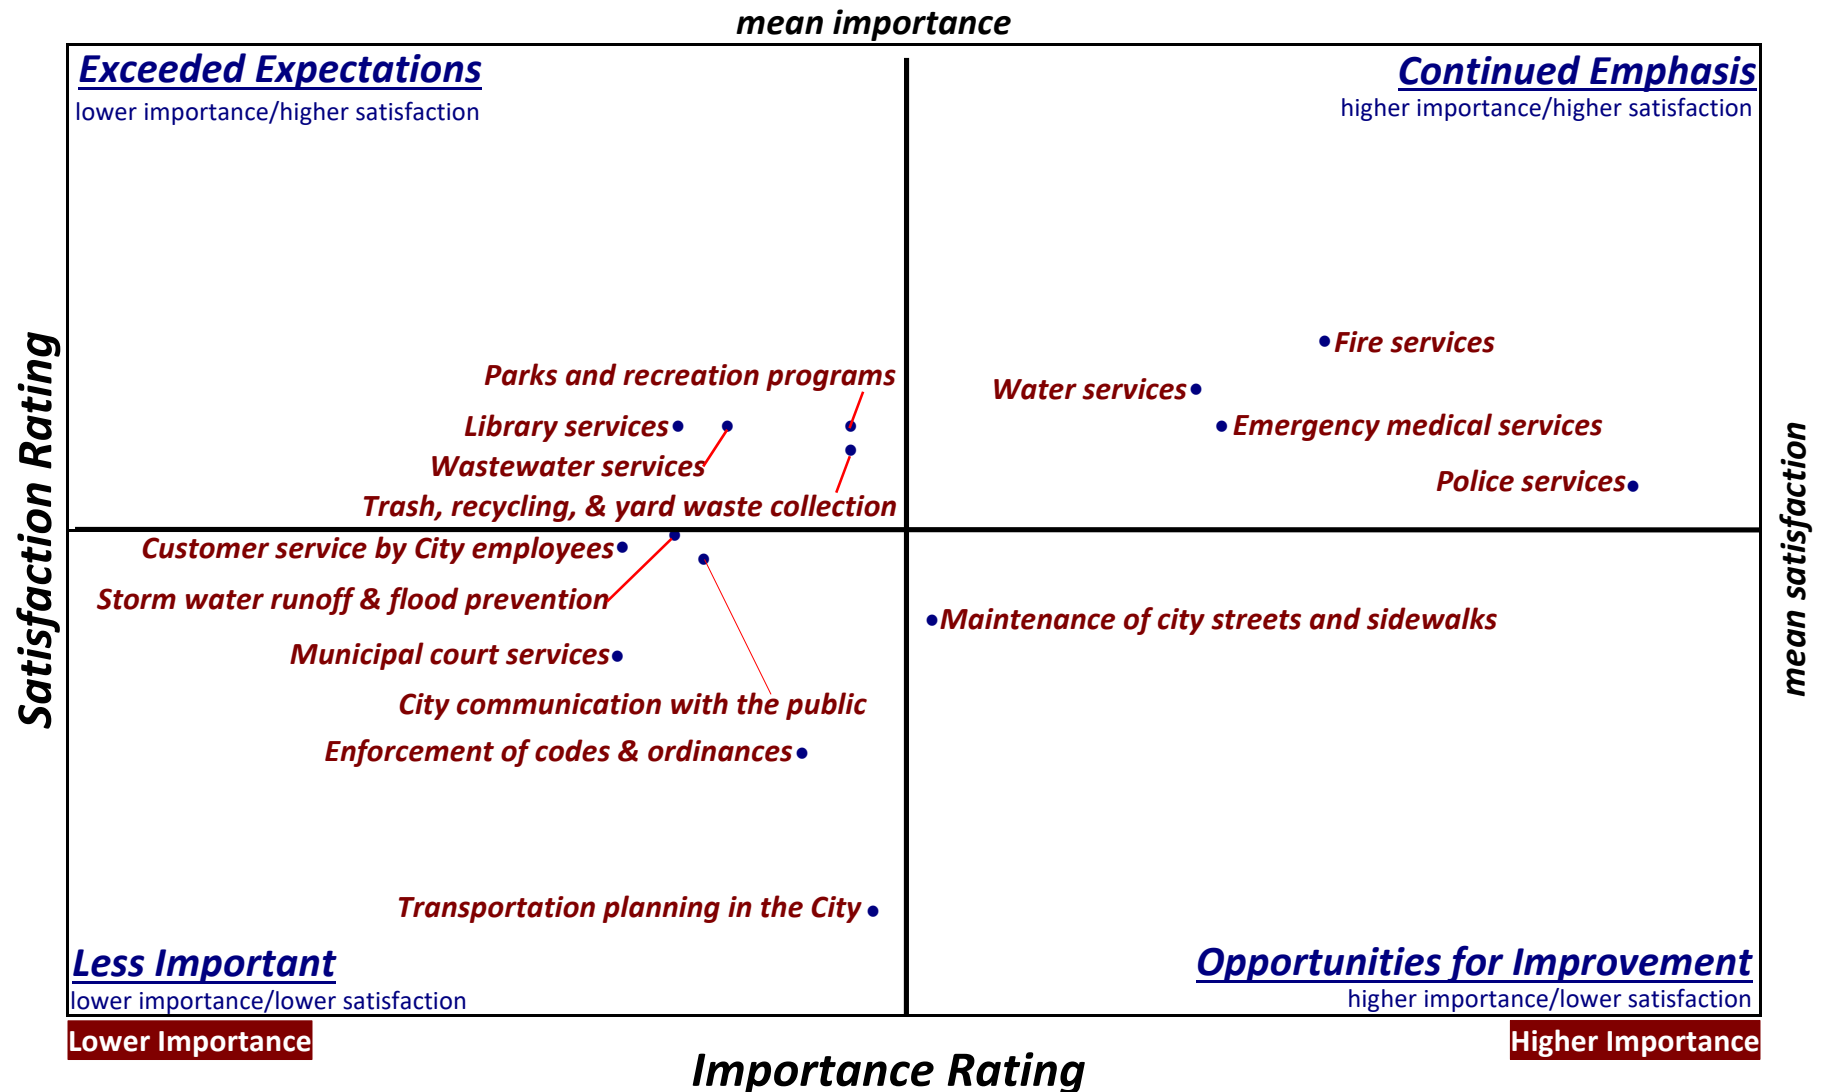 mean importance
Exceeded Expectations
lower importance/higher satisfaction
Continued Emphasis
higher importance/higher satisfaction
Satisfaction Rating
Fire services
Parks and recreation programs
Water services
Library services
Emergency medical services
Wastewater services
Police services
Trash, recycling, & yard waste collection
mean satisfaction
Customer service by City employees
Storm water runoff & flood prevention
Maintenance of city streets and sidewalks
Municipal court services
City communication with the public
Enforcement of codes & ordinances
Transportation planning in the City
Less Important
lower importance/lower satisfaction
Opportunities for Improvement
higher importance/lower satisfaction
Lower Importance
Higher Importance
Importance Rating